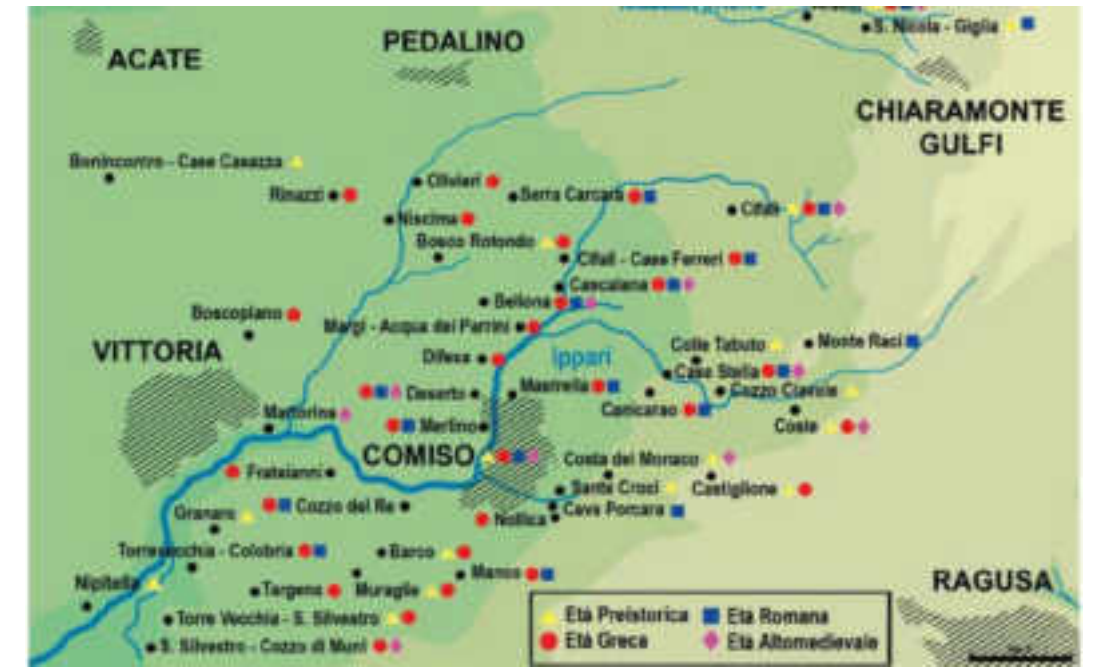 S. Nicola - Giglia
ACATE
PEDALINO
CHIARAMONTE
GULFI
Bonincontro - Case Casazza
Rinazzi
Olivieri
Serra Carcara
Cifali
Niscima
Bosco Rotondo
Cifali - Case Ferreri
Cascalana
Bellona
Boscopiano
Margi - Acqua dei Parrini
VITTORIA
Difesa
Ippari
Colle Tabuto
Monte Raci
Case Stella
Deserto
Mastrella
Cozzo Ciavole
Canicarao
Martorina
Merlino
Coste
COMISO
Costa del Monaco
Frateianni
Santa Croci
Castiglione
Granaro
Cozzo del Re
Nollica
Cava Porcara
Torrevecchia - Colobria
Barco
Manco
Nipitella
Targena
Muraglie
RAGUSA
Torre Vecchia - S. Silvestro
S. Silvestro - Cozzo di Muni
Età Preistorica
Età Romana
Età Greca
Età Altomedievale